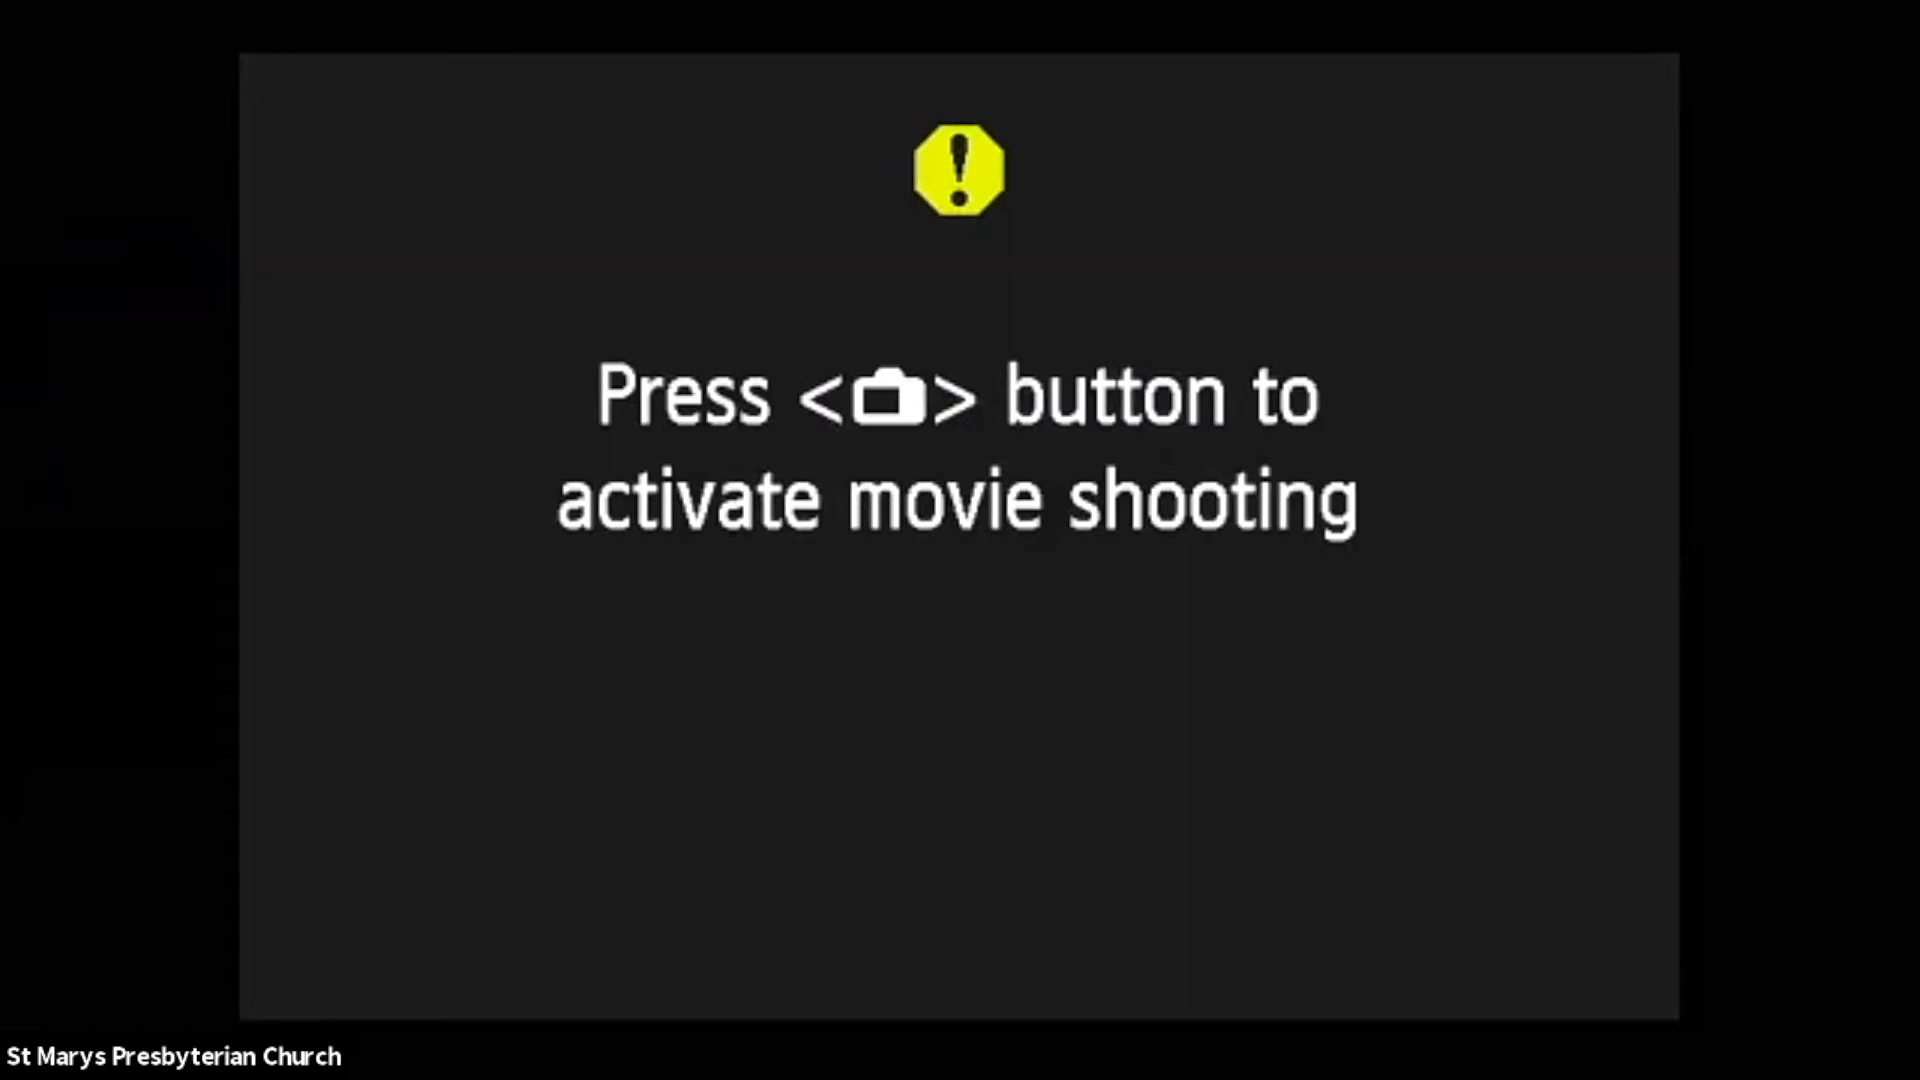 Press <📷> button to
activate movie shooting
St Marys Presbyterian Church